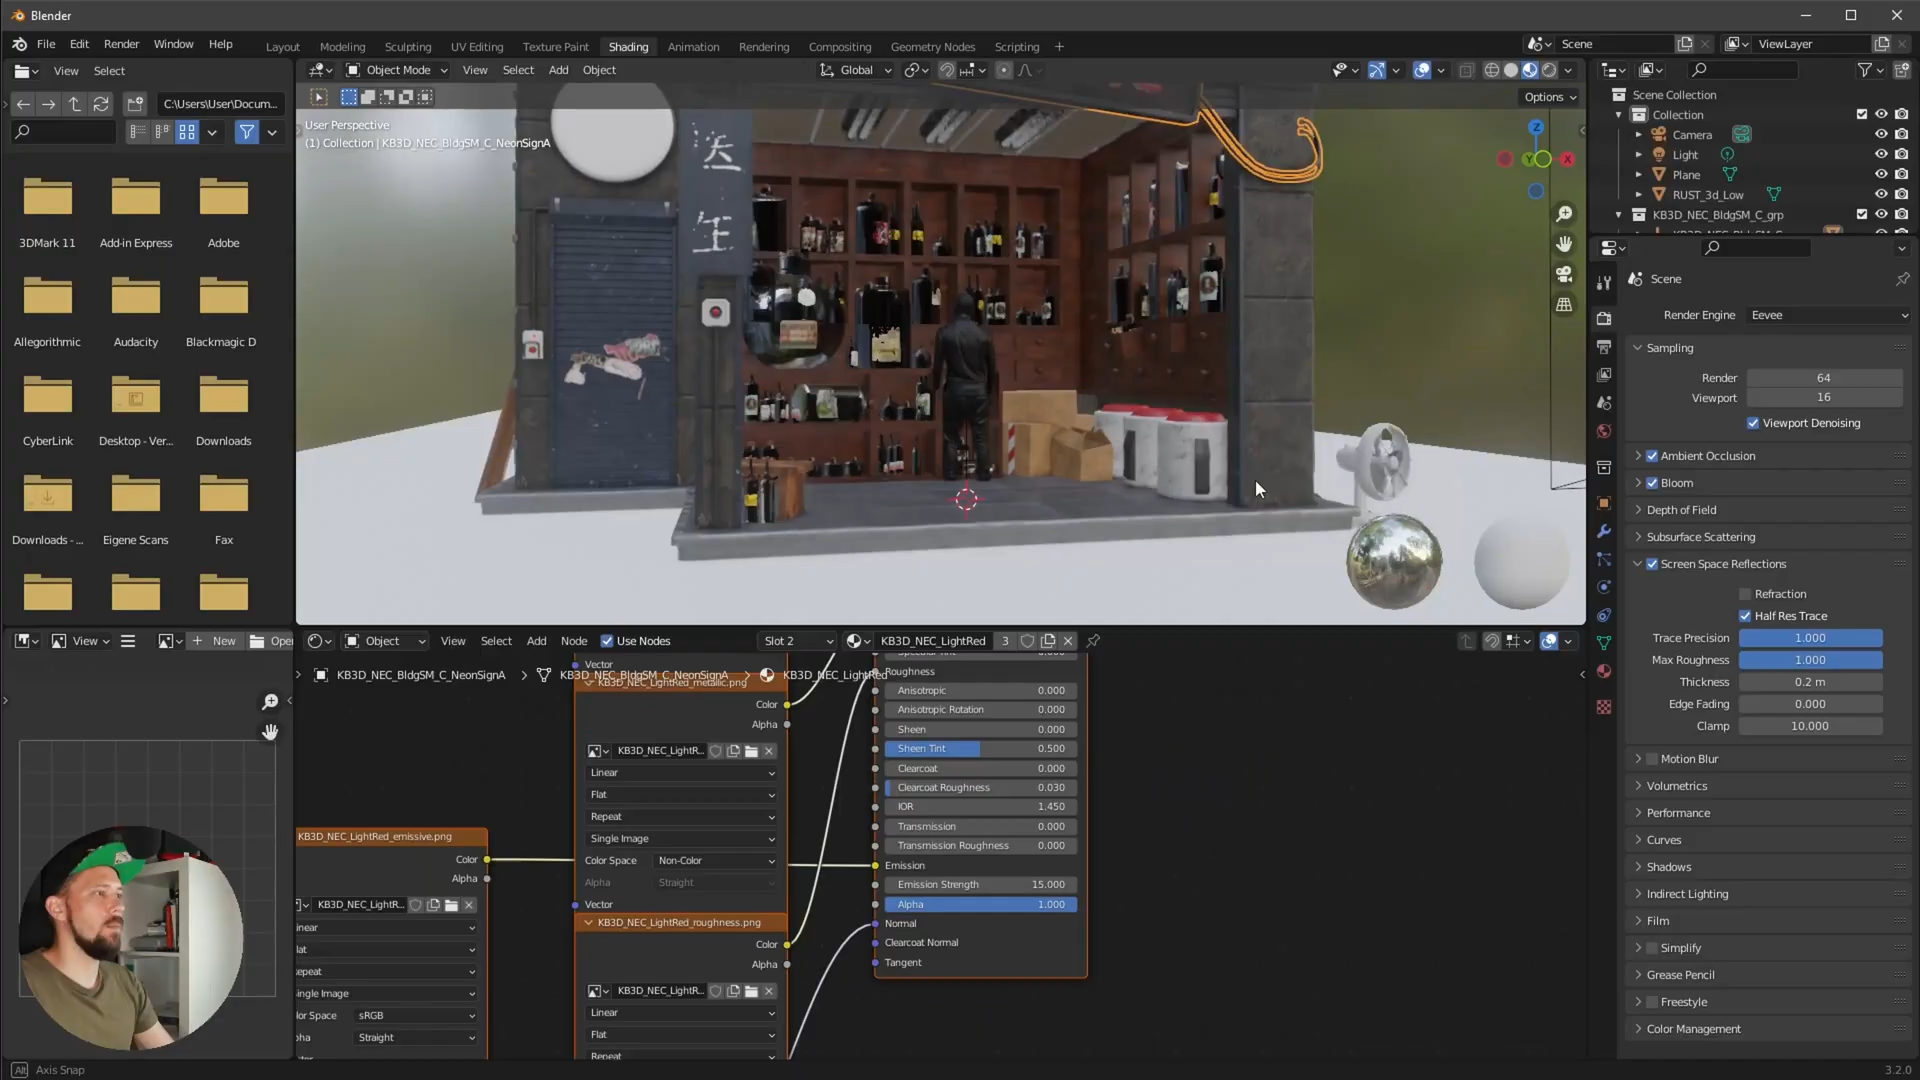 Blender
File Edit Render Window Help
Layout Modeling Sculpting UV Editing Texture Paint Shading Animation Rendering Compositing Geometry Nodes Scripting +
Scene
ViewLayer
View Select
Object Mode View Select Add Object
Global
C:\Users\User\Docum...
Options
User Perspective
(1) Collection | KB3D_NEC_BldgSM_C_NeonSignA
送
生
Z
Y
X
3DMark 11
Add-in Express
Adobe
Allegorithmic
Audacity
Blackmagic D
CyberLink
Desktop - Ver...
Downloads
Downloads - ...
Eigene Scans
Fax
Scene Collection
Collection
Camera
Light
Plane
RUST_3d_Low
KB3D_NEC_BldgSM_C_grp
Scene
Render Engine Eevee
Sampling
Render 64
Viewport 16
Viewport Denoising
Ambient Occlusion
Bloom
Depth of Field
Subsurface Scattering
Screen Space Reflections
Refraction
Half Res Trace
Trace Precision 1.000
Max Roughness 1.000
Thickness 0.2 m
Edge Fading 0.000
Clamp 10.000
Motion Blur
Volumetrics
Performance
Curves
Shadows
Indirect Lighting
Film
Simplify
Grease Pencil
Freestyle
Color Management
View + New Open
Object View Select Add Node Use Nodes Slot 2 KB3D_NEC_LightRed 3
KB3D_NEC_BldgSM_C_NeonSignA > KB3D_NEC_BldgSM_C_NeonSignA > KB3D_NEC_LightRed
Vector
KB3D_NEC_LightRed_metallic.png
Color
Alpha
KB3D_NEC_LightR...
Linear
Flat
Repeat
Single Image
Color Space Non-Color
Alpha Straight
Vector
KB3D_NEC_LightRed_roughness.png
Color
Alpha
KB3D_NEC_LightR...
Linear
Flat
Repeat
KB3D_NEC_LightRed_emissive.png
Color
Alpha
KB3D_NEC_LightR...
inear
lat
epeat
ingle Image
lor Space sRGB
ha Straight
Roughness
Anisotropic 0.000
Anisotropic Rotation 0.000
Sheen 0.000
Sheen Tint 0.500
Clearcoat 0.000
Clearcoat Roughness 0.030
IOR 1.450
Transmission 0.000
Transmission Roughness 0.000
Emission
Emission Strength 15.000
Alpha 1.000
Normal
Clearcoat Normal
Tangent
Alt Axis Snap
3.2.0